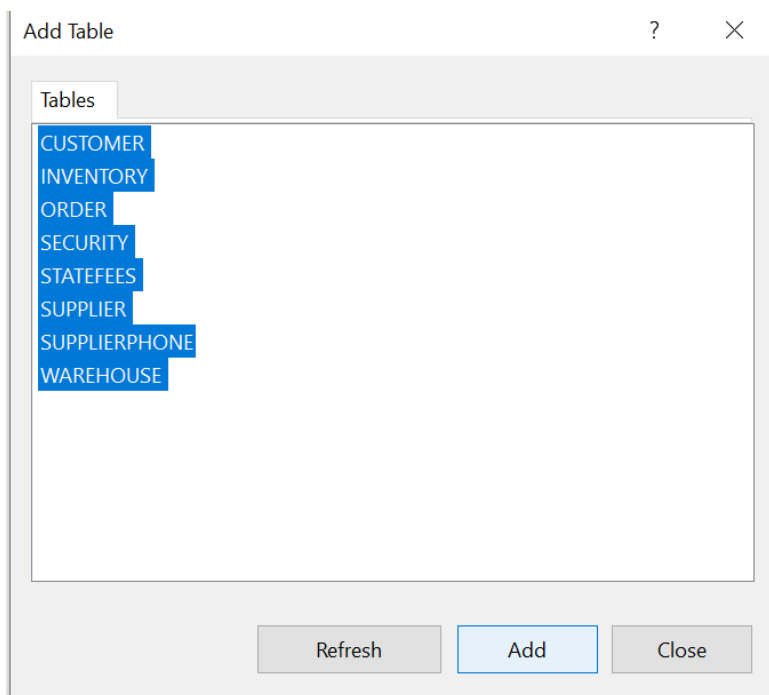 Add Table ?
Tables
CUSTOMER
INVENTORY
ORDER
SECURITY
STATEFEES
SUPPLIER
SUPPLIERPHONE
WAREHOUSE
Refresh Add Close